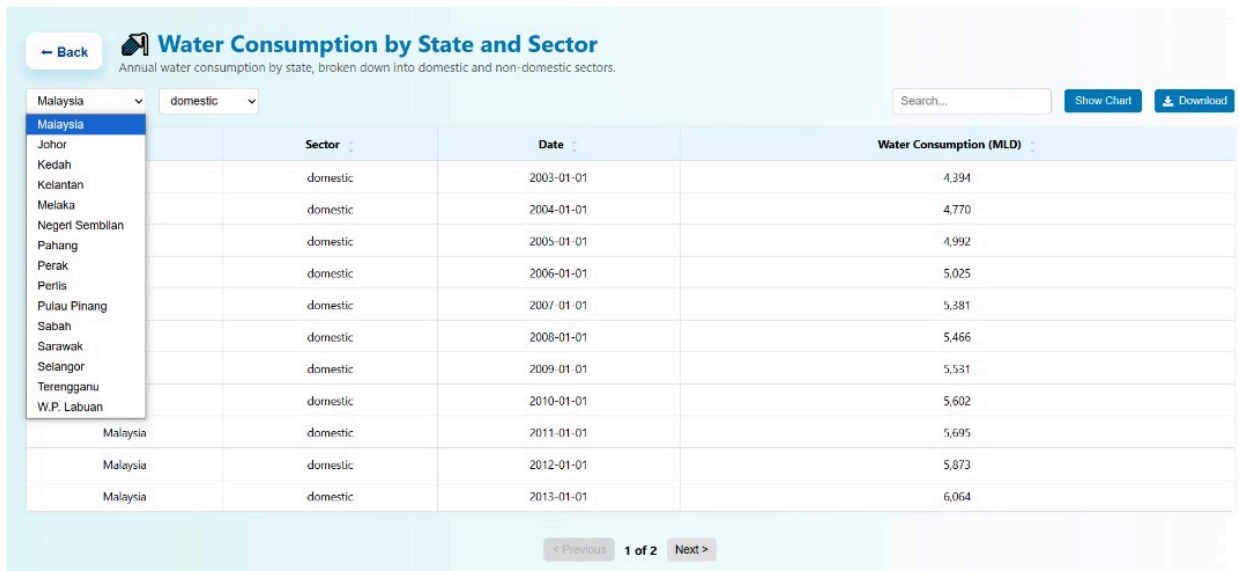 ← Back
Water Consumption by State and Sector
Annual water consumption by state, broken down into domestic and non-domestic sectors.
Malaysia domestic Search... Show Chart Download
Malaysia
Johor
Kedah
Kelantan
Melaka
Negeri Sembilan
Pahang
Perak
Perlis
Pulau Pinang
Sabah
Sarawak
Selangor
Terengganu
W.P. Labuan
Sector Date Water Consumption (MLD)
domestic 2003-01-01 4,394
domestic 2004-01-01 4,770
domestic 2005-01-01 4,992
domestic 2006-01-01 5,025
domestic 2007-01-01 5,381
domestic 2008-01-01 5,466
domestic 2009-01-01 5,531
domestic 2010-01-01 5,602
Malaysia domestic 2011-01-01 5,695
Malaysia domestic 2012-01-01 5,873
Malaysia domestic 2013-01-01 6,064
< Previous 1 of 2 Next >